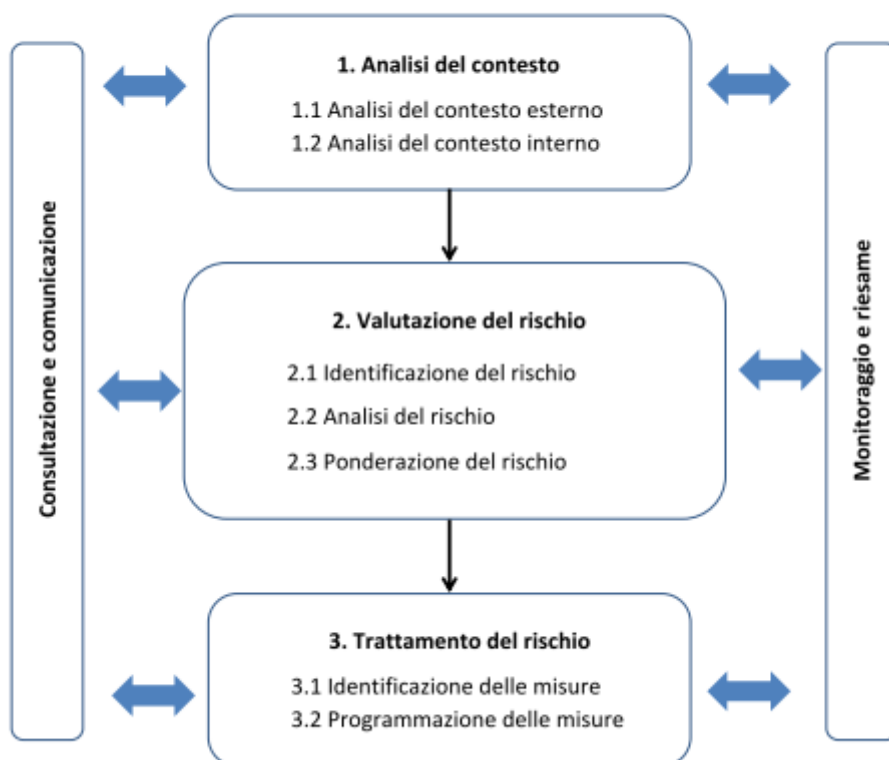 Consultazione e comunicazione
1. Analisi del contesto
1.1 Analisi del contesto esterno
1.2 Analisi del contesto interno
2. Valutazione del rischio
2.1 Identificazione del rischio
2.2 Analisi del rischio
2.3 Ponderazione del rischio
3. Trattamento del rischio
3.1 Identificazione delle misure
3.2 Programmazione delle misure
Monitoraggio e riesame